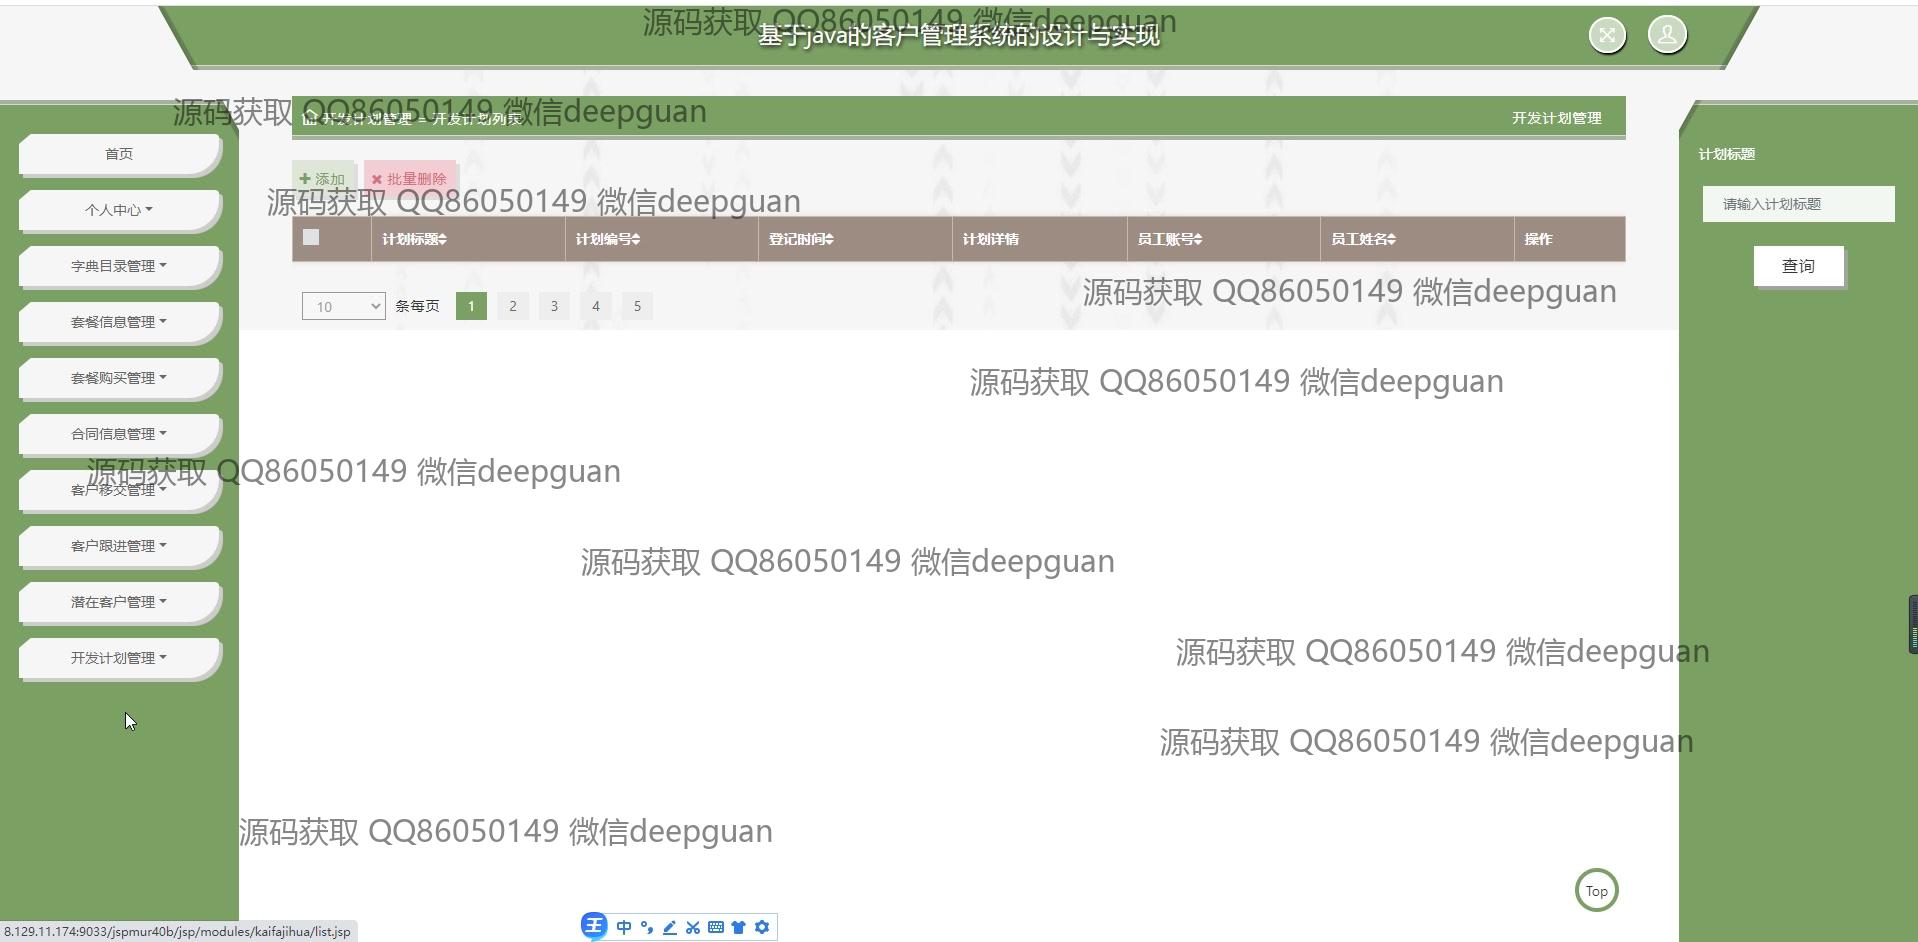 源码获取 QQ86050149 微信deepguan
基于java的客户管理系统的设计与实现
源码获取 QQ86050149 微信deepguan
开发计划管理 = 开发计划列表
开发计划管理
首页
计划标题
添加
批量删除
源码获取 QQ86050149 微信deepguan
请输入计划标题
个人中心
计划标题
计划编号
登记时间
计划详情
员工账号
员工姓名
操作
字典目录管理
查询
源码获取 QQ86050149 微信deepguan
10 条每页 1 2 3 4 5
套餐信息管理
套餐购买管理
源码获取 QQ86050149 微信deepguan
合同信息管理
源码获取 QQ86050149 微信deepguan
客户移交管理
客户跟进管理
源码获取 QQ86050149 微信deepguan
潜在客户管理
开发计划管理
源码获取 QQ86050149 微信deepguan
源码获取 QQ86050149 微信deepguan
源码获取 QQ86050149 微信deepguan
Top
王 中
8.129.11.174:9033/jspmur40b/jsp/modules/kaifajihua/list.jsp